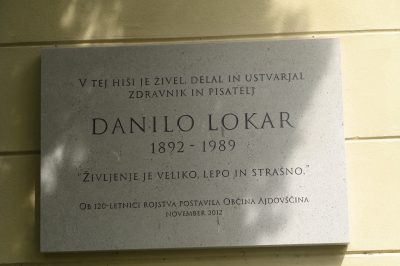 V TEJ HIŠI JE ŽIVEL, DELAL IN USTVARJAL
ZDRAVNIK IN PISATELJ
DANILO LOKAR
1892 - 1989
"ŽIVLJENJE JE VELIKO, LEPO IN STRAŠNO."
OB 120-LETNICI ROJSTVA POSTAVILA OBČINA AJDOVŠČINA
NOVEMBER 2012